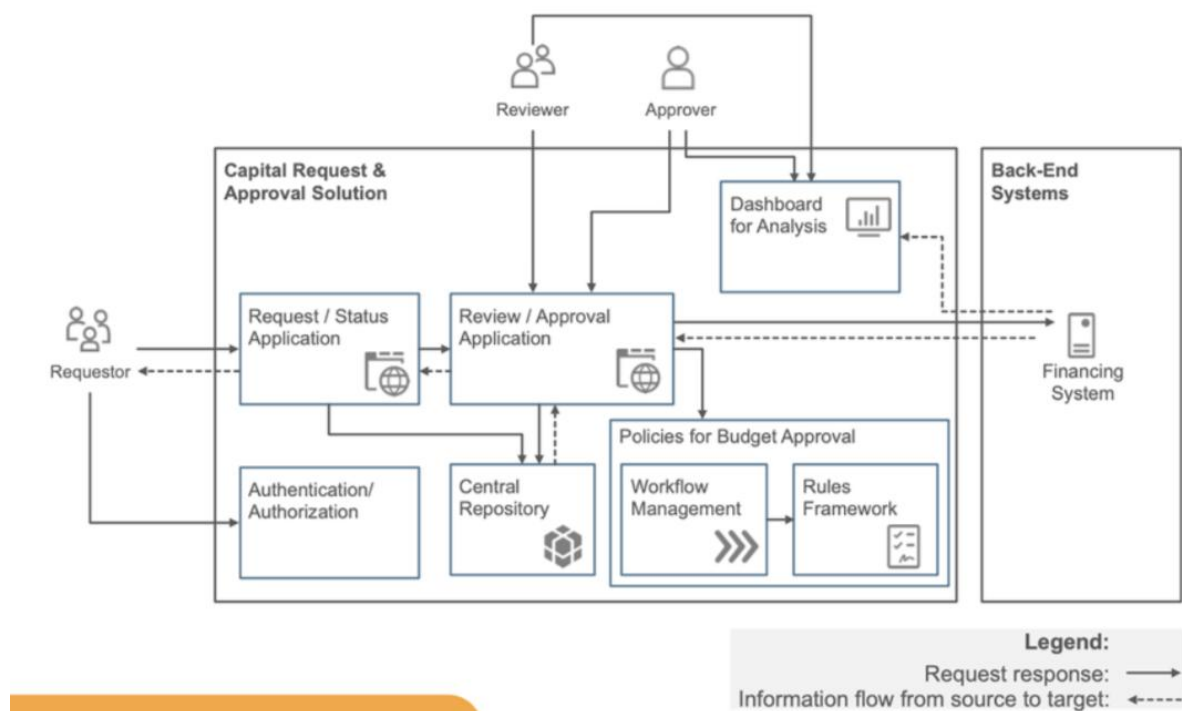 Reviewer
Approver
Capital Request &
Approval Solution
Back-End
Systems
Dashboard
for Analysis
Request / Status
Application
Review / Approval
Application
Requestor
Financing
System
Policies for Budget Approval
Authentication/
Authorization
Central
Repository
Workflow
Management
Rules
Framework
Legend:
Request response:
Information flow from source to target: